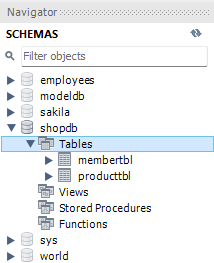 Navigator
SCHEMAS
Filter objects
employees
modeldb
sakila
shopdb
Tables
membertbl
producttbl
Views
Stored Procedures
Functions
sys
world